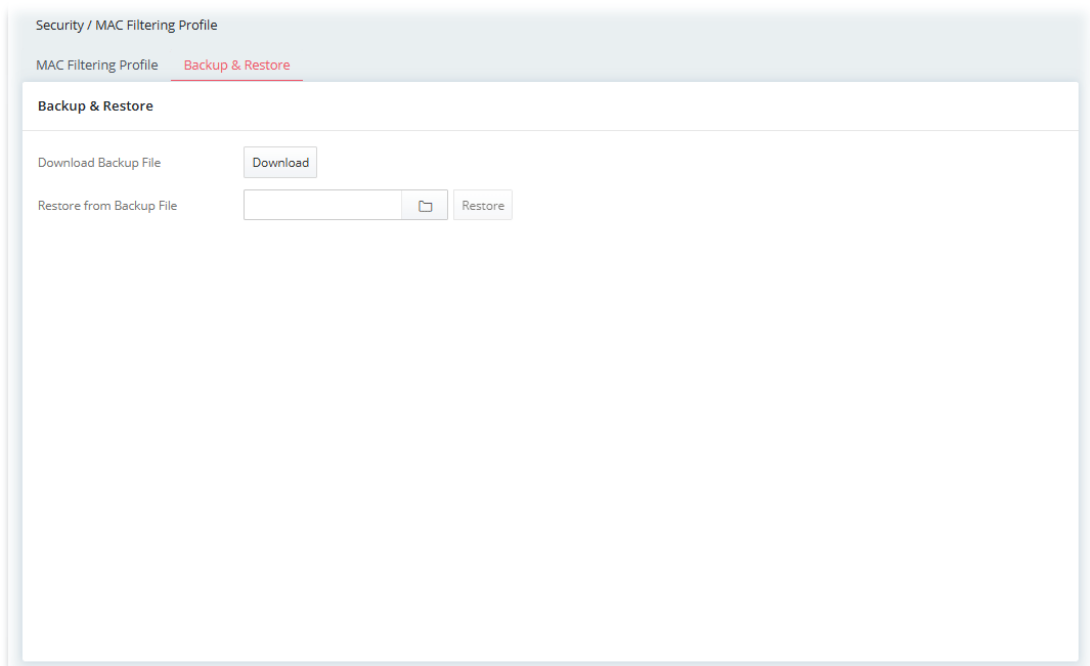 Security / MAC Filtering Profile
MAC Filtering Profile Backup & Restore
Backup & Restore
Download Backup File Download
Restore from Backup File Restore